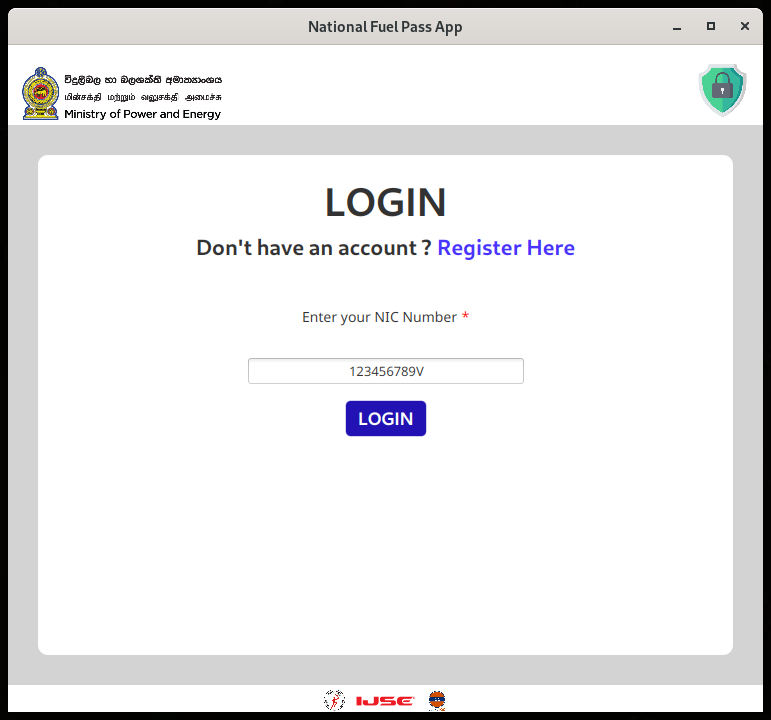 National Fuel Pass App
විදුලිබල හා බලශක්ති අමාත්‍යාංශය
மின்சக்தி மற்றும் வலுசக்தி அமைச்சு
Ministry of Power and Energy
LOGIN
Don't have an account ? Register Here
Enter your NIC Number *
123456789V
LOGIN
IJSE